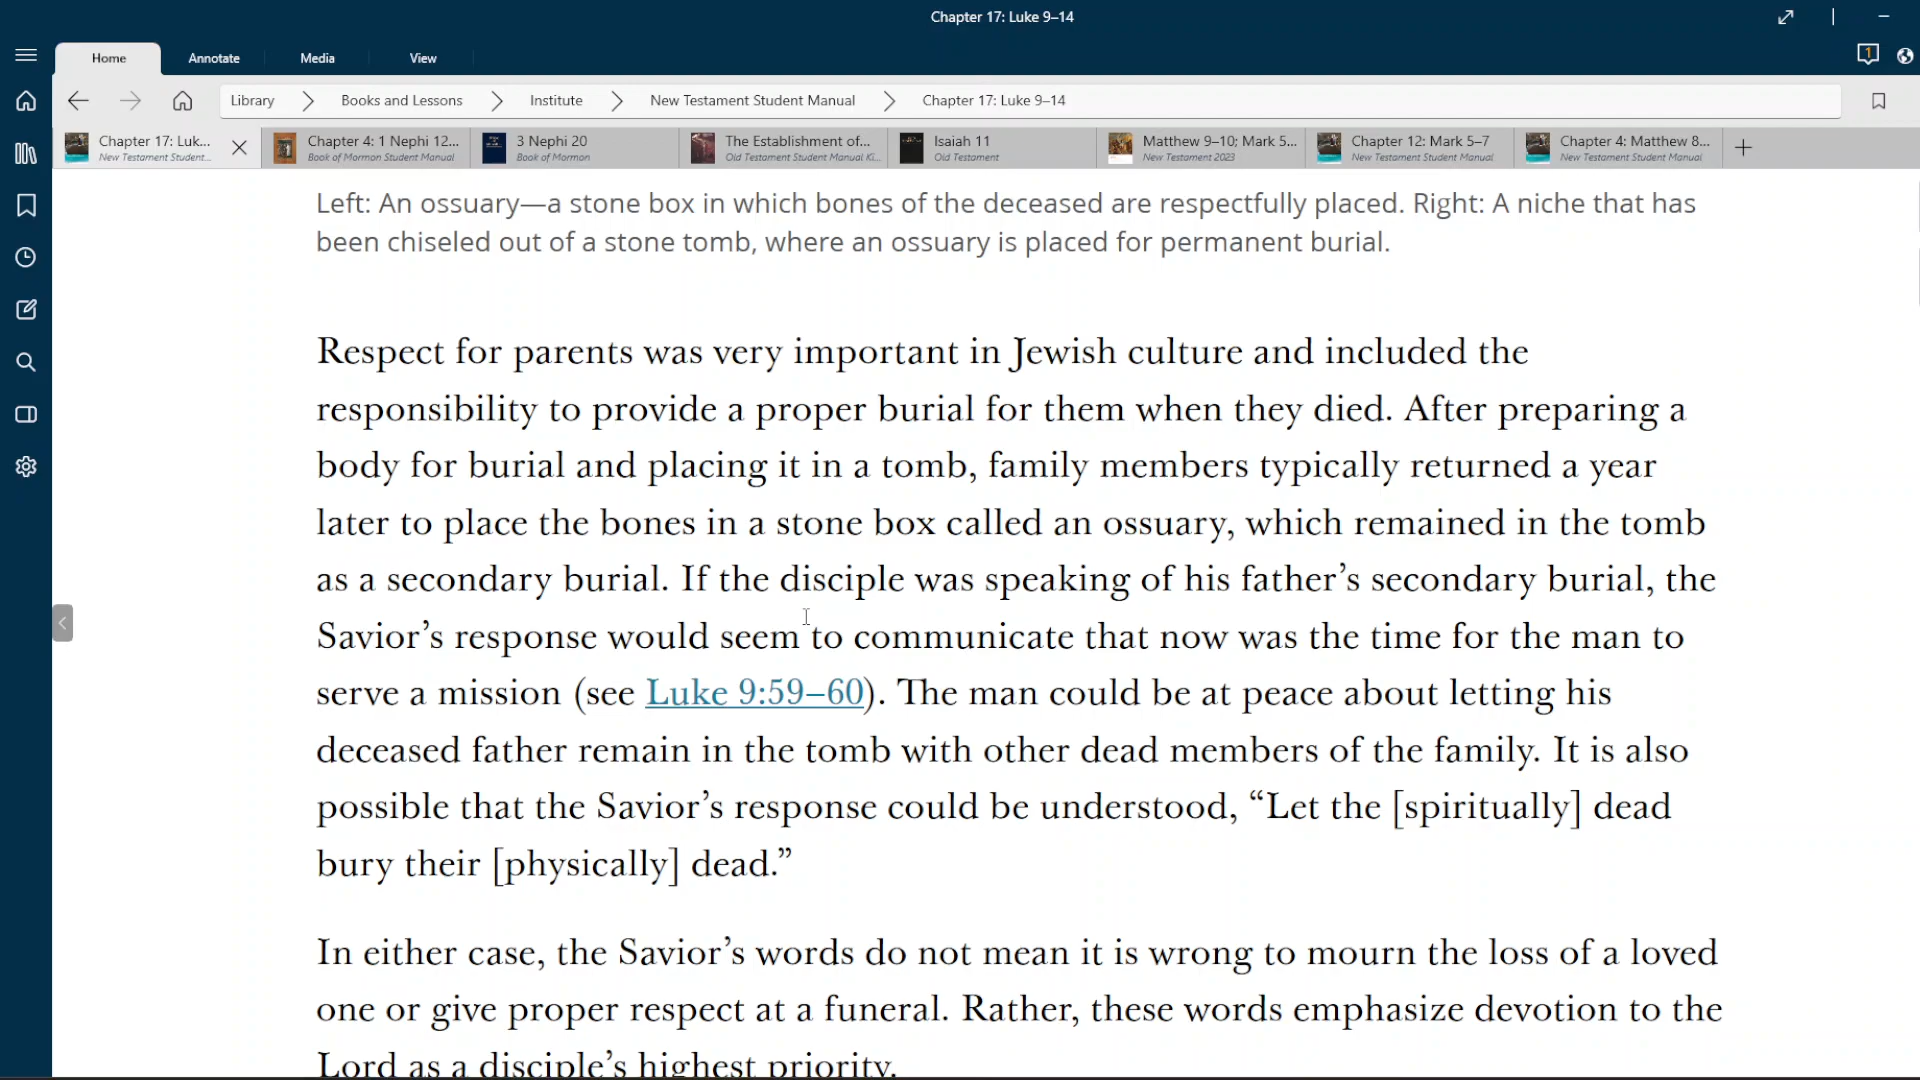 Chapter 17: Luke 9–14
1
Home
Annotate
Media
View
Library
Books and Lessons
Institute
New Testament Student Manual
Chapter 17: Luke 9–14
Chapter 17: Luk...
New Testament Student...
Chapter 4: 1 Nephi 12...
Book of Mormon Student Manual
3 Nephi 20
Book of Mormon
The Establishment of...
Old Testament Student Manual Ki...
Isaiah 11
Old Testament
Matthew 9–10; Mark 5...
New Testament 2023
Chapter 12: Mark 5–7
New Testament Student Manual
Chapter 4: Matthew 8...
New Testament Student Manual
Left: An ossuary—a stone box in which bones of the deceased are respectfully placed. Right: A niche that has
been chiseled out of a stone tomb, where an ossuary is placed for permanent burial.
Respect for parents was very important in Jewish culture and included the
responsibility to provide a proper burial for them when they died. After preparing a
body for burial and placing it in a tomb, family members typically returned a year
later to place the bones in a stone box called an ossuary, which remained in the tomb
as a secondary burial. If the disciple was speaking of his father’s secondary burial, the
Savior’s response would seem to communicate that now was the time for the man to
serve a mission (see Luke 9:59–60). The man could be at peace about letting his
deceased father remain in the tomb with other dead members of the family. It is also
possible that the Savior’s response could be understood, “Let the [spiritually] dead
bury their [physically] dead.”
In either case, the Savior’s words do not mean it is wrong to mourn the loss of a loved
one or give proper respect at a funeral. Rather, these words emphasize devotion to the
Lord as a disciple’s highest priority.